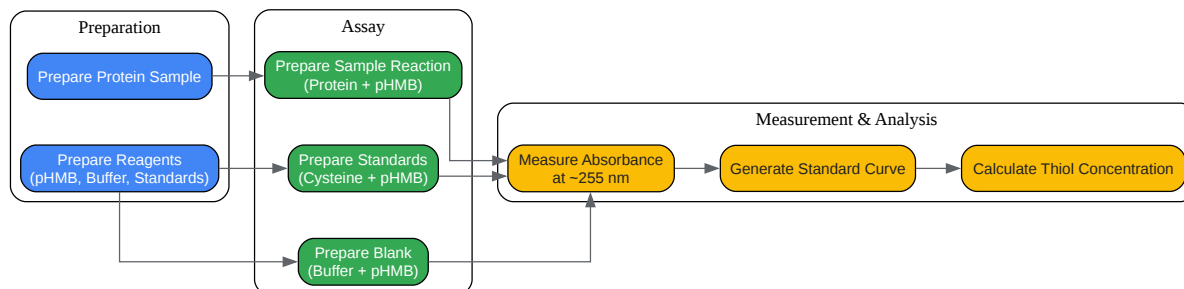 Preparation
Prepare Protein Sample
Prepare Reagents
(pHMB, Buffer, Standards)
Assay
Prepare Sample Reaction
(Protein + pHMB)
Prepare Standards
(Cysteine + pHMB)
Prepare Blank
(Buffer + pHMB)
Measurement & Analysis
Measure Absorbance
at ~255 nm
Generate Standard Curve
Calculate Thiol Concentration